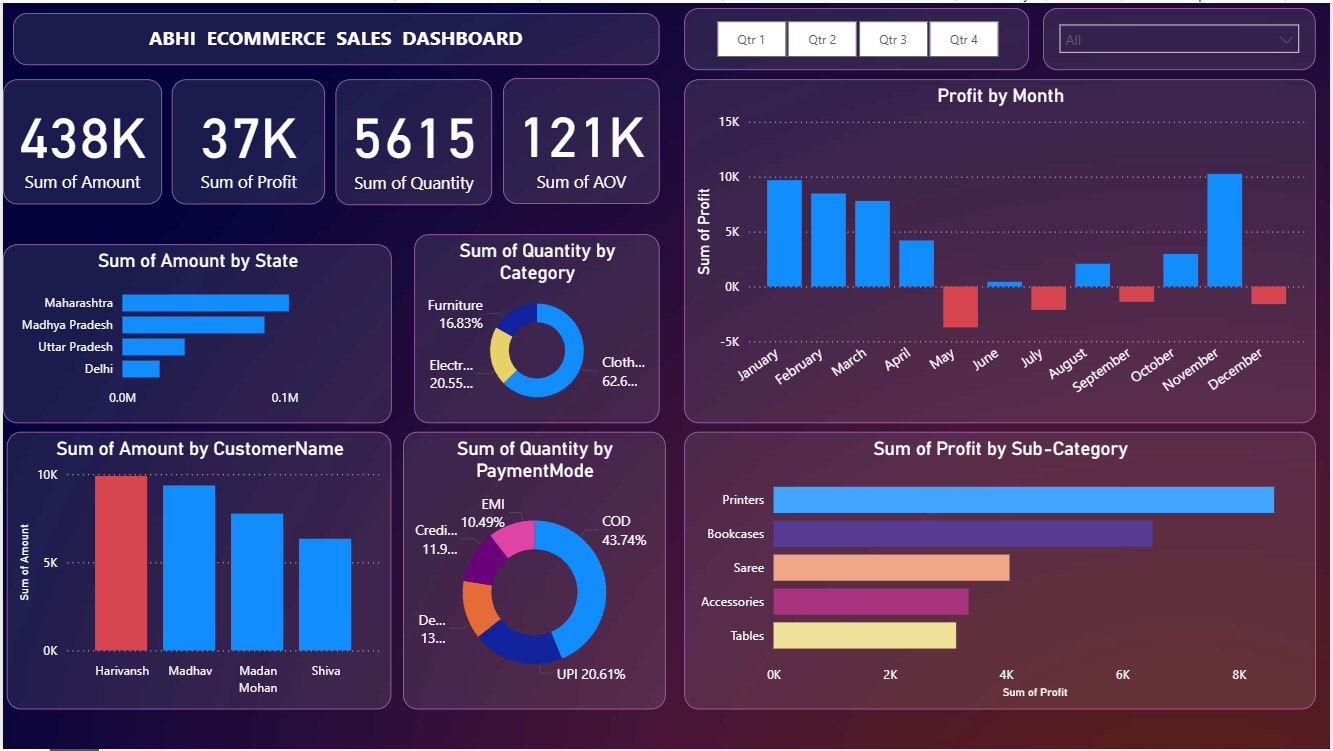 ABHI ECOMMERCE SALES DASHBOARD
Qtr 1
Qtr 2
Qtr 3
Qtr 4
All
438K
Sum of Amount
37K
Sum of Profit
5615
Sum of Quantity
121K
Sum of AOV
Profit by Month
Sum of Profit
15K
10K
5K
0K
-5K
January
February
March
April
May
June
July
August
September
October
November
December
Sum of Amount by State
Maharashtra
Madhya Pradesh
Uttar Pradesh
Delhi
0.0M
0.1M
Sum of Quantity by
Category
Furniture
16.83%
Electr...
20.55...
Cloth...
62.6...
Sum of Amount by CustomerName
Sum of Amount
10K
5K
0K
Harivansh
Madhav
Madan
Mohan
Shiva
Sum of Quantity by
PaymentMode
EMI
10.49%
Credi...
11.9...
De...
13...
COD
43.74%
UPI 20.61%
Sum of Profit by Sub-Category
Printers
Bookcases
Saree
Accessories
Tables
0K
2K
4K
6K
8K
Sum of Profit